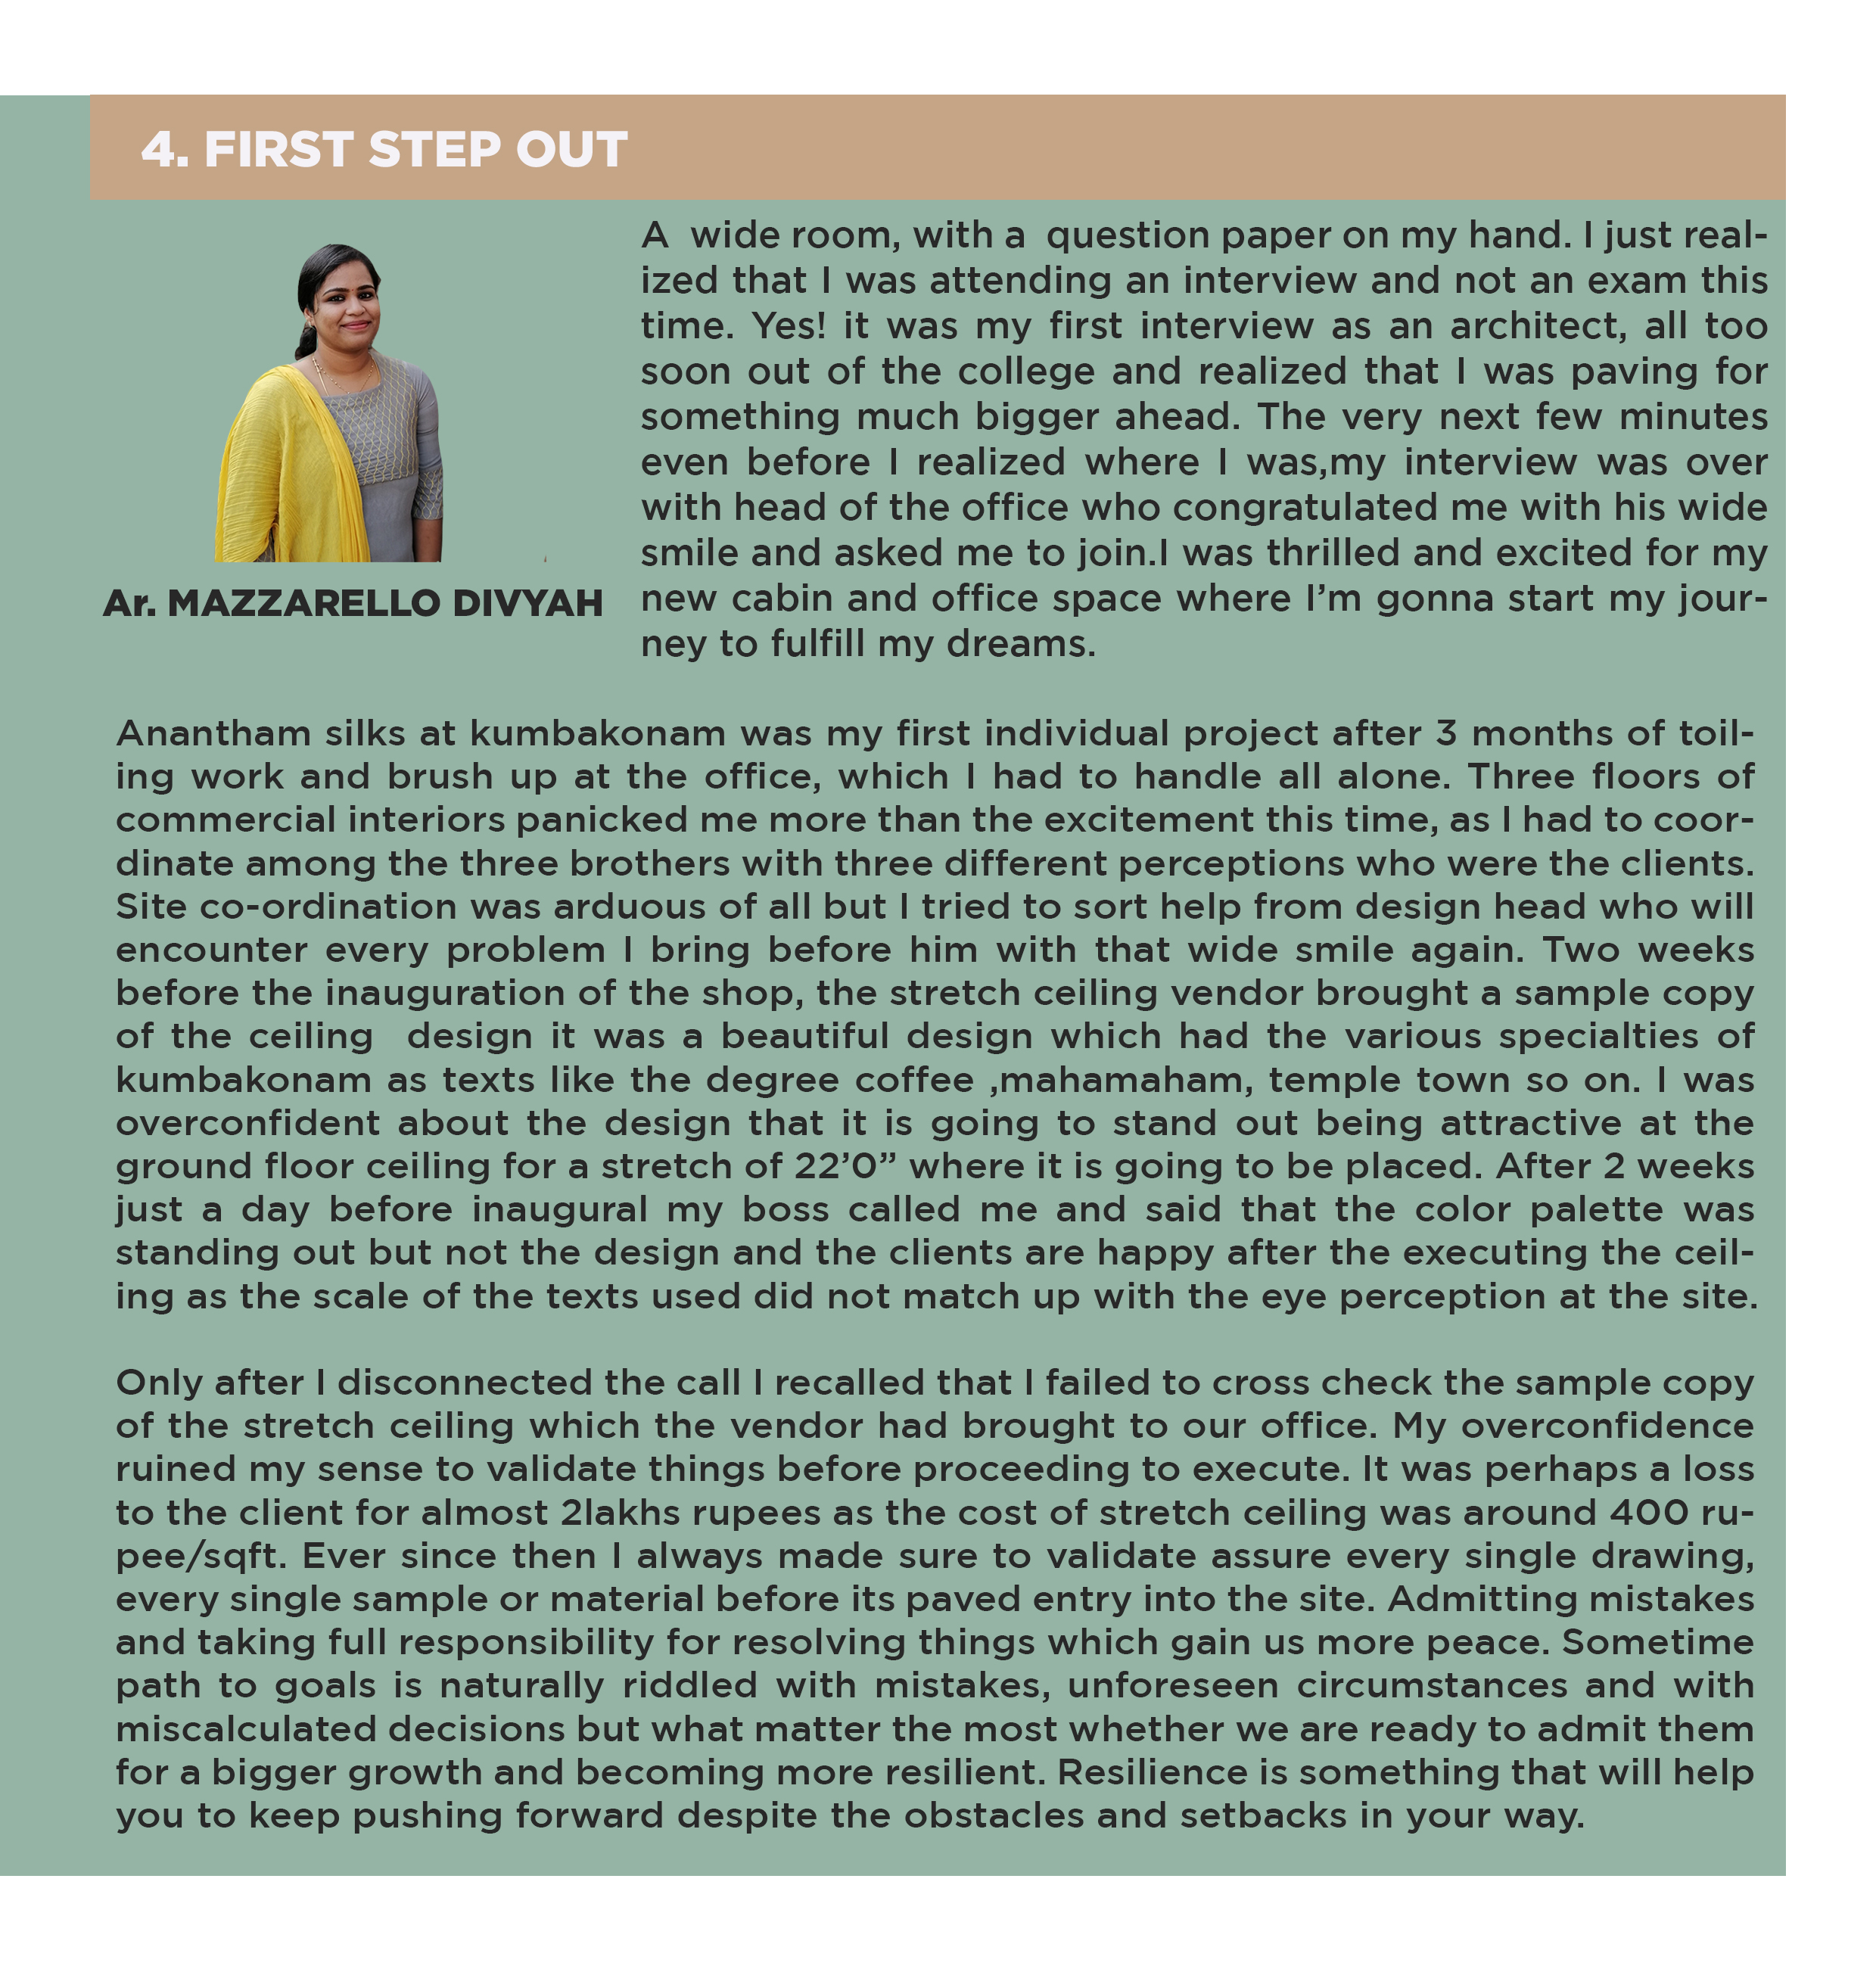 4. FIRST STEP OUT
A wide room, with a question paper on my hand. I just real-
ized that I was attending an interview and not an exam this
time. Yes! it was my first interview as an architect, all too
soon out of the college and realized that I was paving for
something much bigger ahead. The very next few minutes
even before I realized where I was,my interview was over
with head of the office who congratulated me with his wide
smile and asked me to join.I was thrilled and excited for my
new cabin and office space where I’m gonna start my jour-
ney to fulfill my dreams.
Ar. MAZZARELLO DIVYAH
Anantham silks at kumbakonam was my first individual project after 3 months of toil-
ing work and brush up at the office, which I had to handle all alone. Three floors of
commercial interiors panicked me more than the excitement this time, as I had to coor-
dinate among the three brothers with three different perceptions who were the clients.
Site co-ordination was arduous of all but I tried to sort help from design head who will
encounter every problem I bring before him with that wide smile again. Two weeks
before the inauguration of the shop, the stretch ceiling vendor brought a sample copy
of the ceiling design it was a beautiful design which had the various specialties of
kumbakonam as texts like the degree coffee ,mahamaham, temple town so on. I was
overconfident about the design that it is going to stand out being attractive at the
ground floor ceiling for a stretch of 22’0” where it is going to be placed. After 2 weeks
just a day before inaugural my boss called me and said that the color palette was
standing out but not the design and the clients are happy after the executing the ceil-
ing as the scale of the texts used did not match up with the eye perception at the site.
Only after I disconnected the call I recalled that I failed to cross check the sample copy
of the stretch ceiling which the vendor had brought to our office. My overconfidence
ruined my sense to validate things before proceeding to execute. It was perhaps a loss
to the client for almost 2lakhs rupees as the cost of stretch ceiling was around 400 ru-
pee/sqft. Ever since then I always made sure to validate assure every single drawing,
every single sample or material before its paved entry into the site. Admitting mistakes
and taking full responsibility for resolving things which gain us more peace. Sometime
path to goals is naturally riddled with mistakes, unforeseen circumstances and with
miscalculated decisions but what matter the most whether we are ready to admit them
for a bigger growth and becoming more resilient. Resilience is something that will help
you to keep pushing forward despite the obstacles and setbacks in your way.